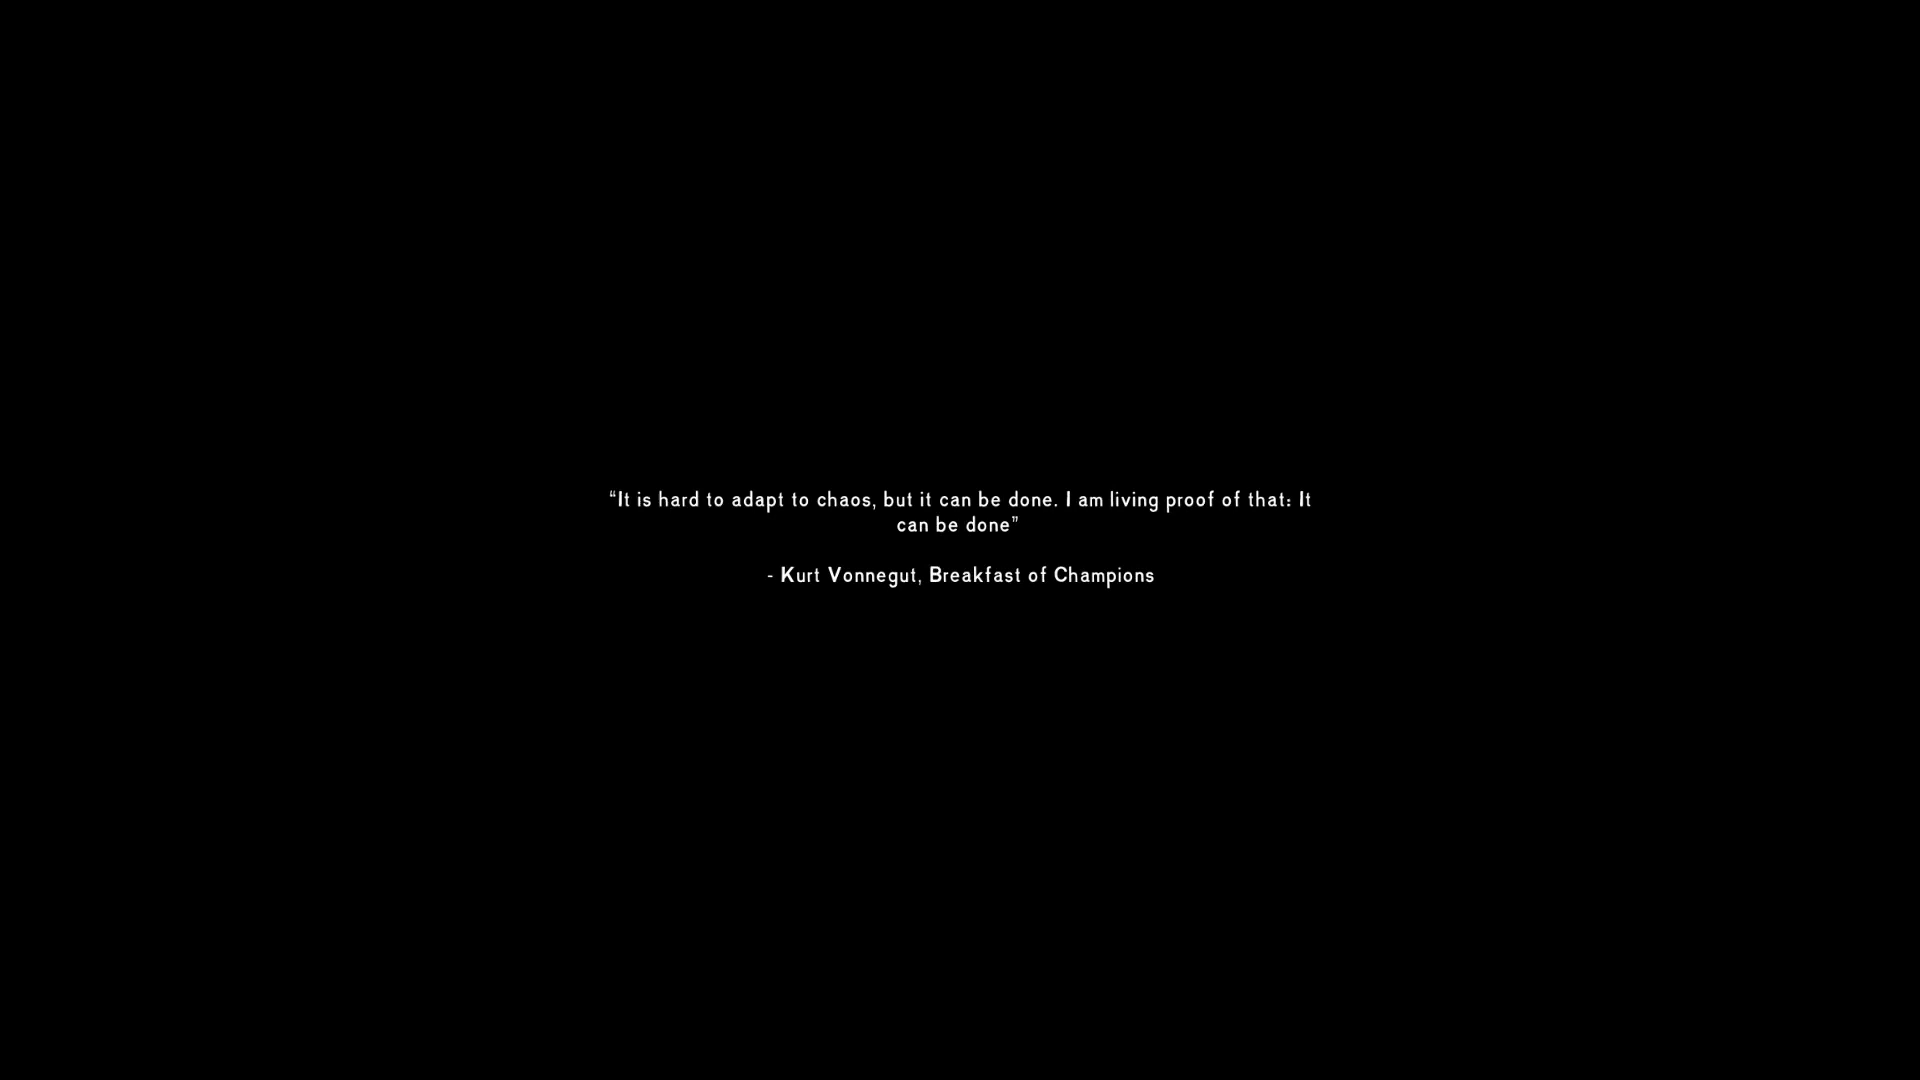 “It is hard to adapt to chaos, but it can be done. I am living proof of that: It
can be done”
- Kurt Vonnegut, Breakfast of Champions